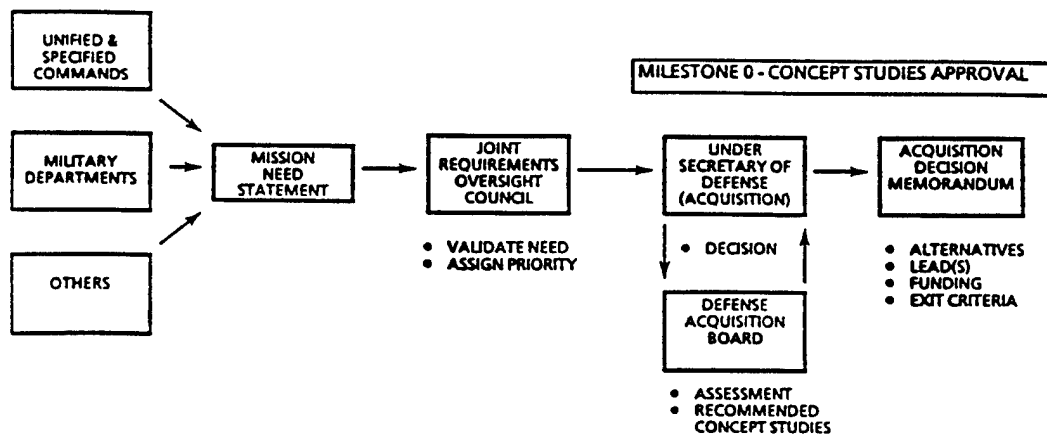 UNIFIED &
SPECIFIED
COMMANDS
MILESTONE 0 - CONCEPT STUDIES APPROVAL
MILITARY
DEPARTMENTS
MISSION
NEED
STATEMENT
JOINT
REQUIREMENTS
OVERSIGHT
COUNCIL
UNDER
SECRETARY OF
DEFENSE
(ACQUISITION)
ACQUISITION
DECISION
MEMORANDUM
• VALIDATE NEED
• ASSIGN PRIORITY
• DECISION
• ALTERNATIVES
• LEAD(S)
• FUNDING
• EXIT CRITERIA
OTHERS
DEFENSE
ACQUISITION
BOARD
• ASSESSMENT
• RECOMMENDED
CONCEPT STUDIES